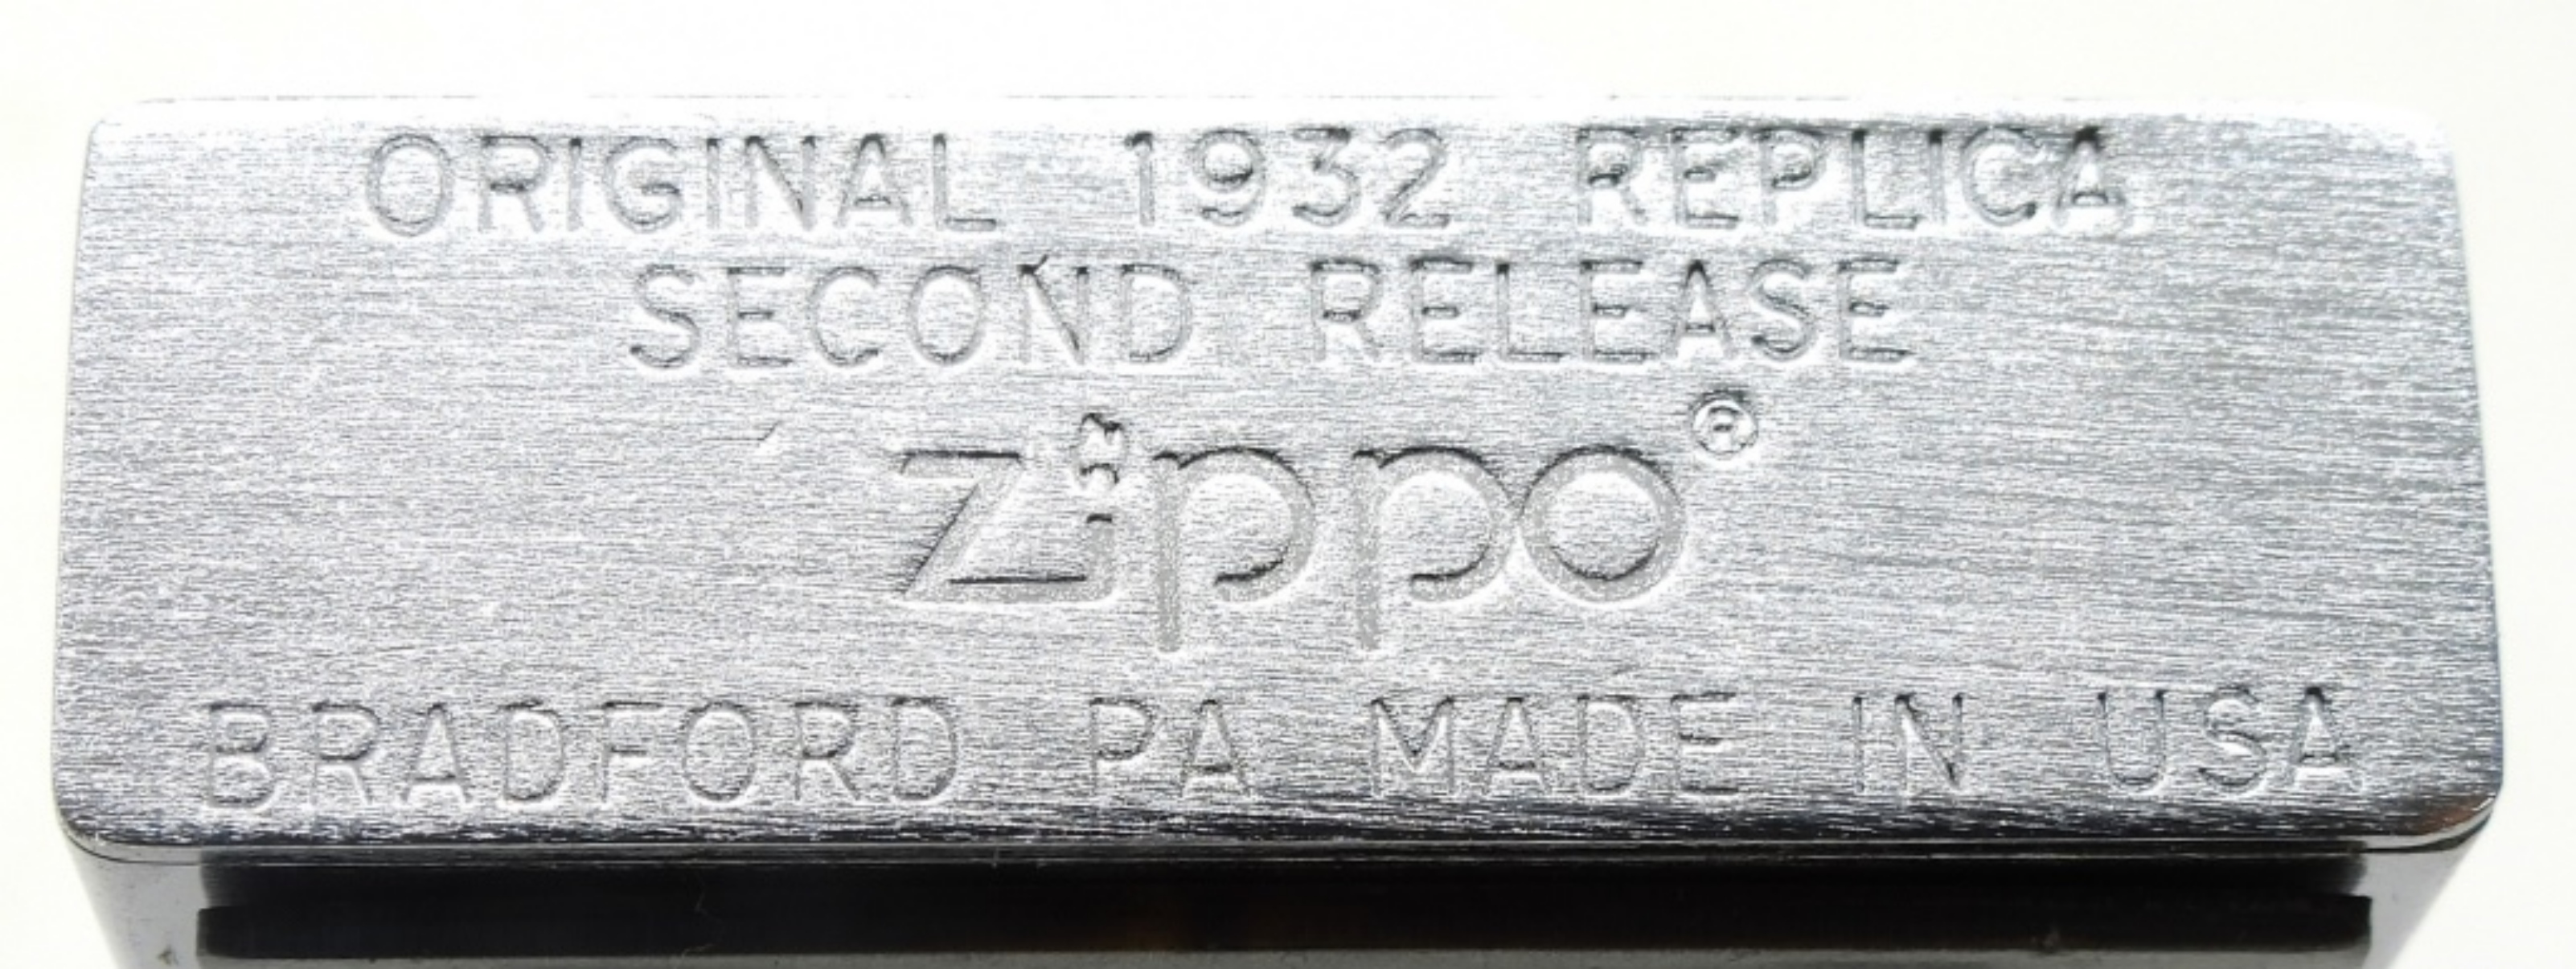 ORIGINAL 1932 REPLICA
SECOND RELEASE
Zippo®
BRADFORD PA MADE IN USA